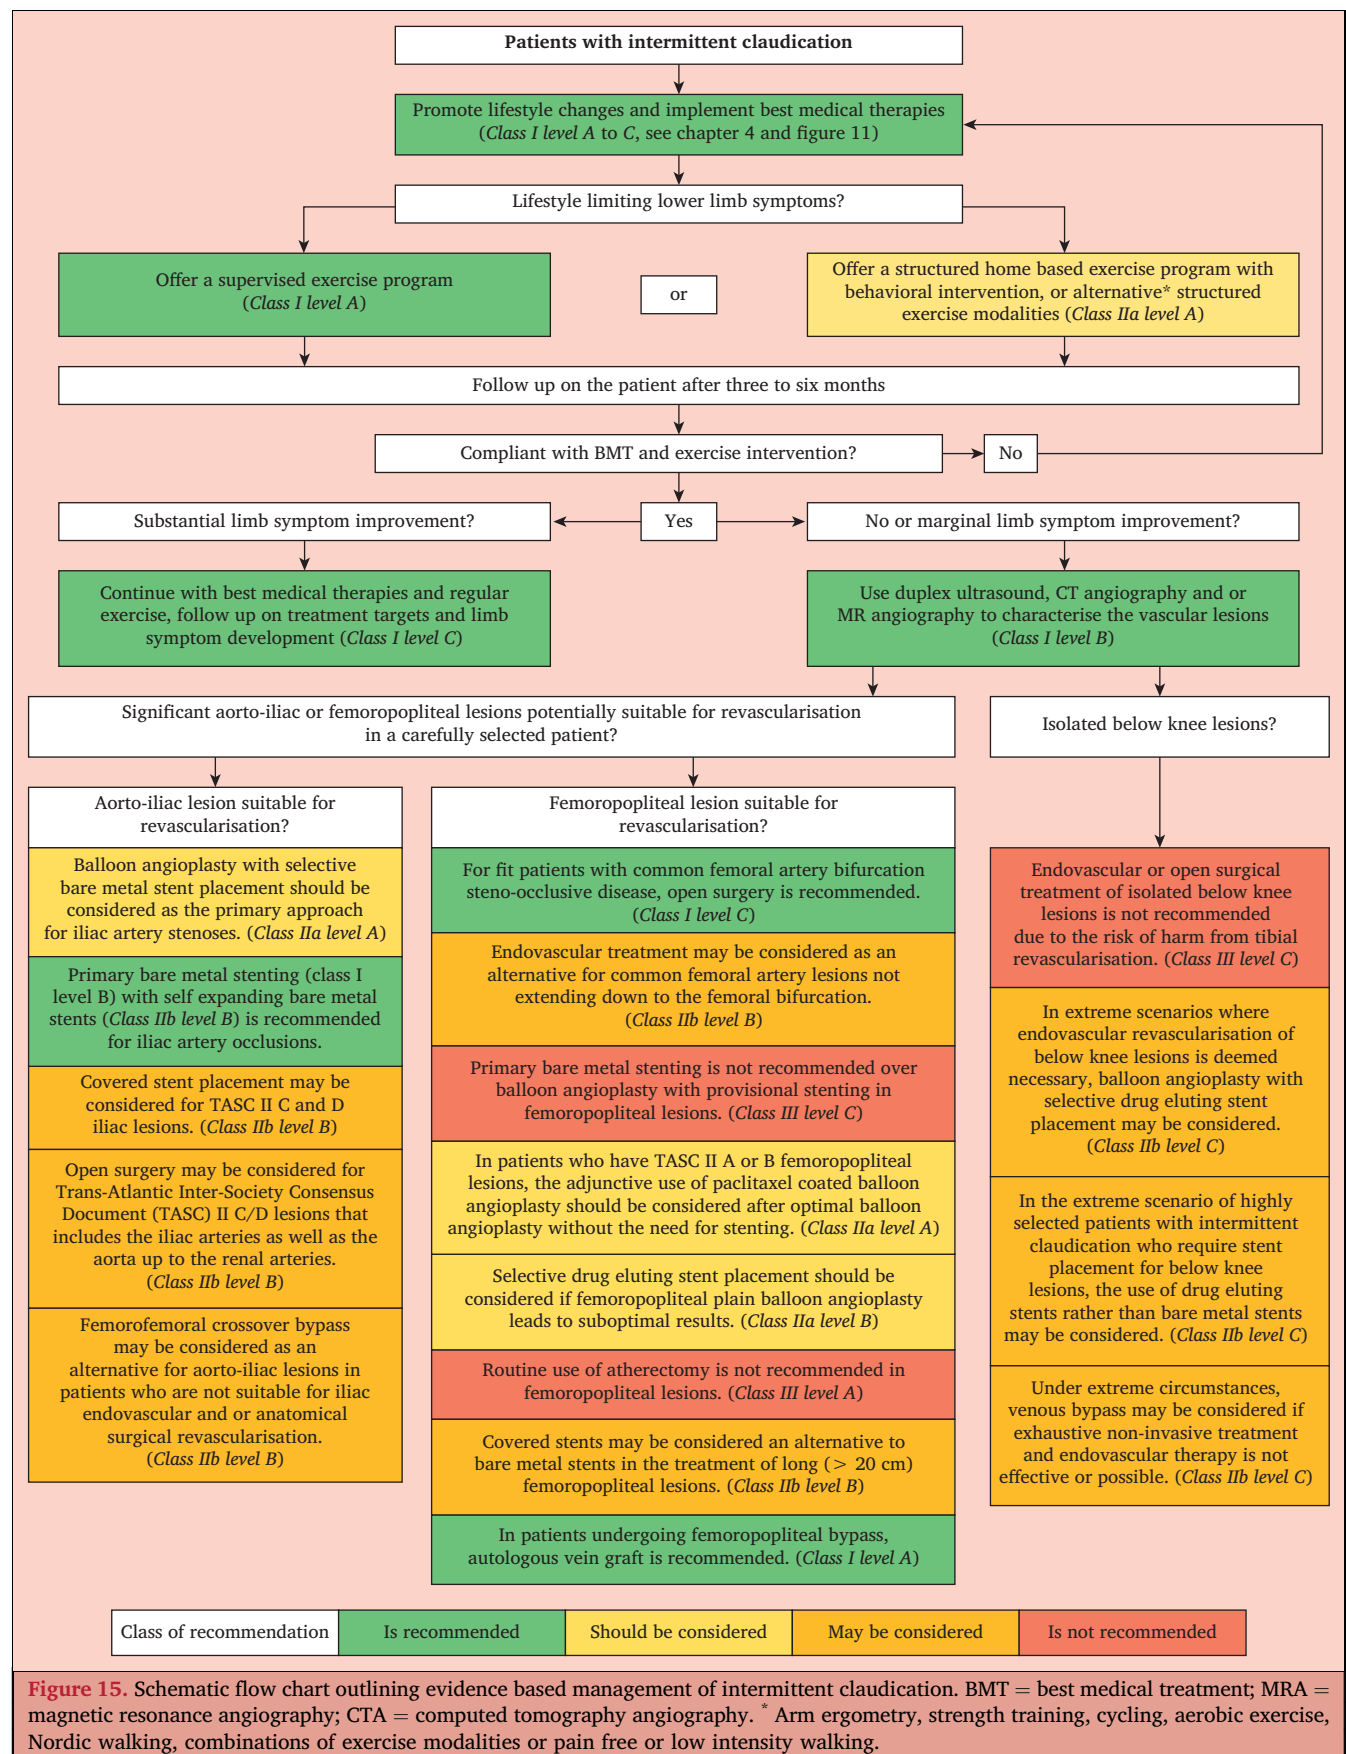 Patients with intermittent claudication
Promote lifestyle changes and implement best medical therapies
(Class I level A to C, see chapter 4 and figure 11)
Lifestyle limiting lower limb symptoms?
Offer a supervised exercise program
(Class I level A)
or
Offer a structured home based exercise program with
behavioral intervention, or alternative* structured
exercise modalities (Class IIa level A)
Follow up on the patient after three to six months
Compliant with BMT and exercise intervention?
No
Substantial limb symptom improvement?
Yes
No or marginal limb symptom improvement?
Continue with best medical therapies and regular
exercise, follow up on treatment targets and limb
symptom development (Class I level C)
Use duplex ultrasound, CT angiography and or
MR angiography to characterise the vascular lesions
(Class I level B)
Significant aorto-iliac or femoropopliteal lesions potentially suitable for revascularisation
in a carefully selected patient?
Isolated below knee lesions?
Aorto-iliac lesion suitable for
revascularisation?
Balloon angioplasty with selective
bare metal stent placement should be
considered as the primary approach
for iliac artery stenoses. (Class IIa level A)
Primary bare metal stenting (class I
level B) with self expanding bare metal
stents (Class IIb level B) is recommended
for iliac artery occlusions.
Covered stent placement may be
considered for TASC II C and D
iliac lesions. (Class IIb level B)
Open surgery may be considered for
Trans-Atlantic Inter-Society Consensus
Document (TASC) II C/D lesions that
includes the iliac arteries as well as the
aorta up to the renal arteries.
(Class IIb level B)
Femorofemoral crossover bypass
may be considered as an
alternative for aorto-iliac lesions in
patients who are not suitable for iliac
endovascular and or anatomical
surgical revascularisation.
(Class IIb level B)
Femoropopliteal lesion suitable for
revascularisation?
For fit patients with common femoral artery bifurcation
steno-occlusive disease, open surgery is recommended.
(Class I level C)
Endovascular treatment may be considered as an
alternative for common femoral artery lesions not
extending down to the femoral bifurcation.
(Class IIb level B)
Primary bare metal stenting is not recommended over
balloon angioplasty with provisional stenting in
femoropopliteal lesions. (Class III level C)
In patients who have TASC II A or B femoropopliteal
lesions, the adjunctive use of paclitaxel coated balloon
angioplasty should be considered after optimal balloon
angioplasty without the need for stenting. (Class IIa level A)
Selective drug eluting stent placement should be
considered if femoropopliteal plain balloon angioplasty
leads to suboptimal results. (Class IIa level B)
Routine use of atherectomy is not recommended in
femoropopliteal lesions. (Class III level A)
Covered stents may be considered an alternative to
bare metal stents in the treatment of long (> 20 cm)
femoropopliteal lesions. (Class IIb level B)
In patients undergoing femoropopliteal bypass,
autologous vein graft is recommended. (Class I level A)
Endovascular or open surgical
treatment of isolated below knee
lesions is not recommended
due to the risk of harm from tibial
revascularisation. (Class III level C)
In extreme scenarios where
endovascular revascularisation of
below knee lesions is deemed
necessary, balloon angioplasty with
selective drug eluting stent
placement may be considered.
(Class IIb level C)
In the extreme scenario of highly
selected patients with intermittent
claudication who require stent
placement for below knee
lesions, the use of drug eluting
stents rather than bare metal stents
may be considered. (Class IIb level C)
Under extreme circumstances,
venous bypass may be considered if
exhaustive non-invasive treatment
and endovascular therapy is not
effective or possible. (Class IIb level C)
Class of recommendation
Is recommended
Should be considered
May be considered
Is not recommended
Figure 15. Schematic flow chart outlining evidence based management of intermittent claudication. BMT = best medical treatment; MRA =
magnetic resonance angiography; CTA = computed tomography angiography. * Arm ergometry, strength training, cycling, aerobic exercise,
Nordic walking, combinations of exercise modalities or pain free or low intensity walking.